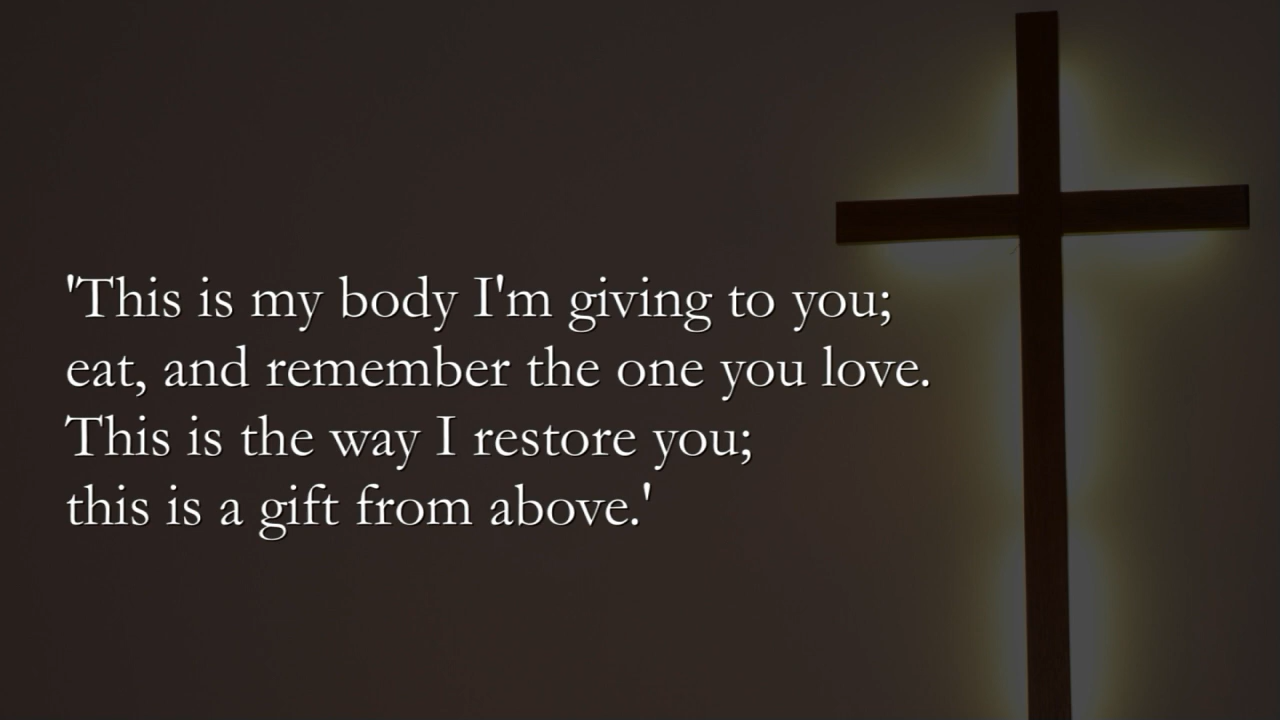 'This is my body I'm giving to you;
eat, and remember the one you love.
This is the way I restore you;
this is a gift from above.'